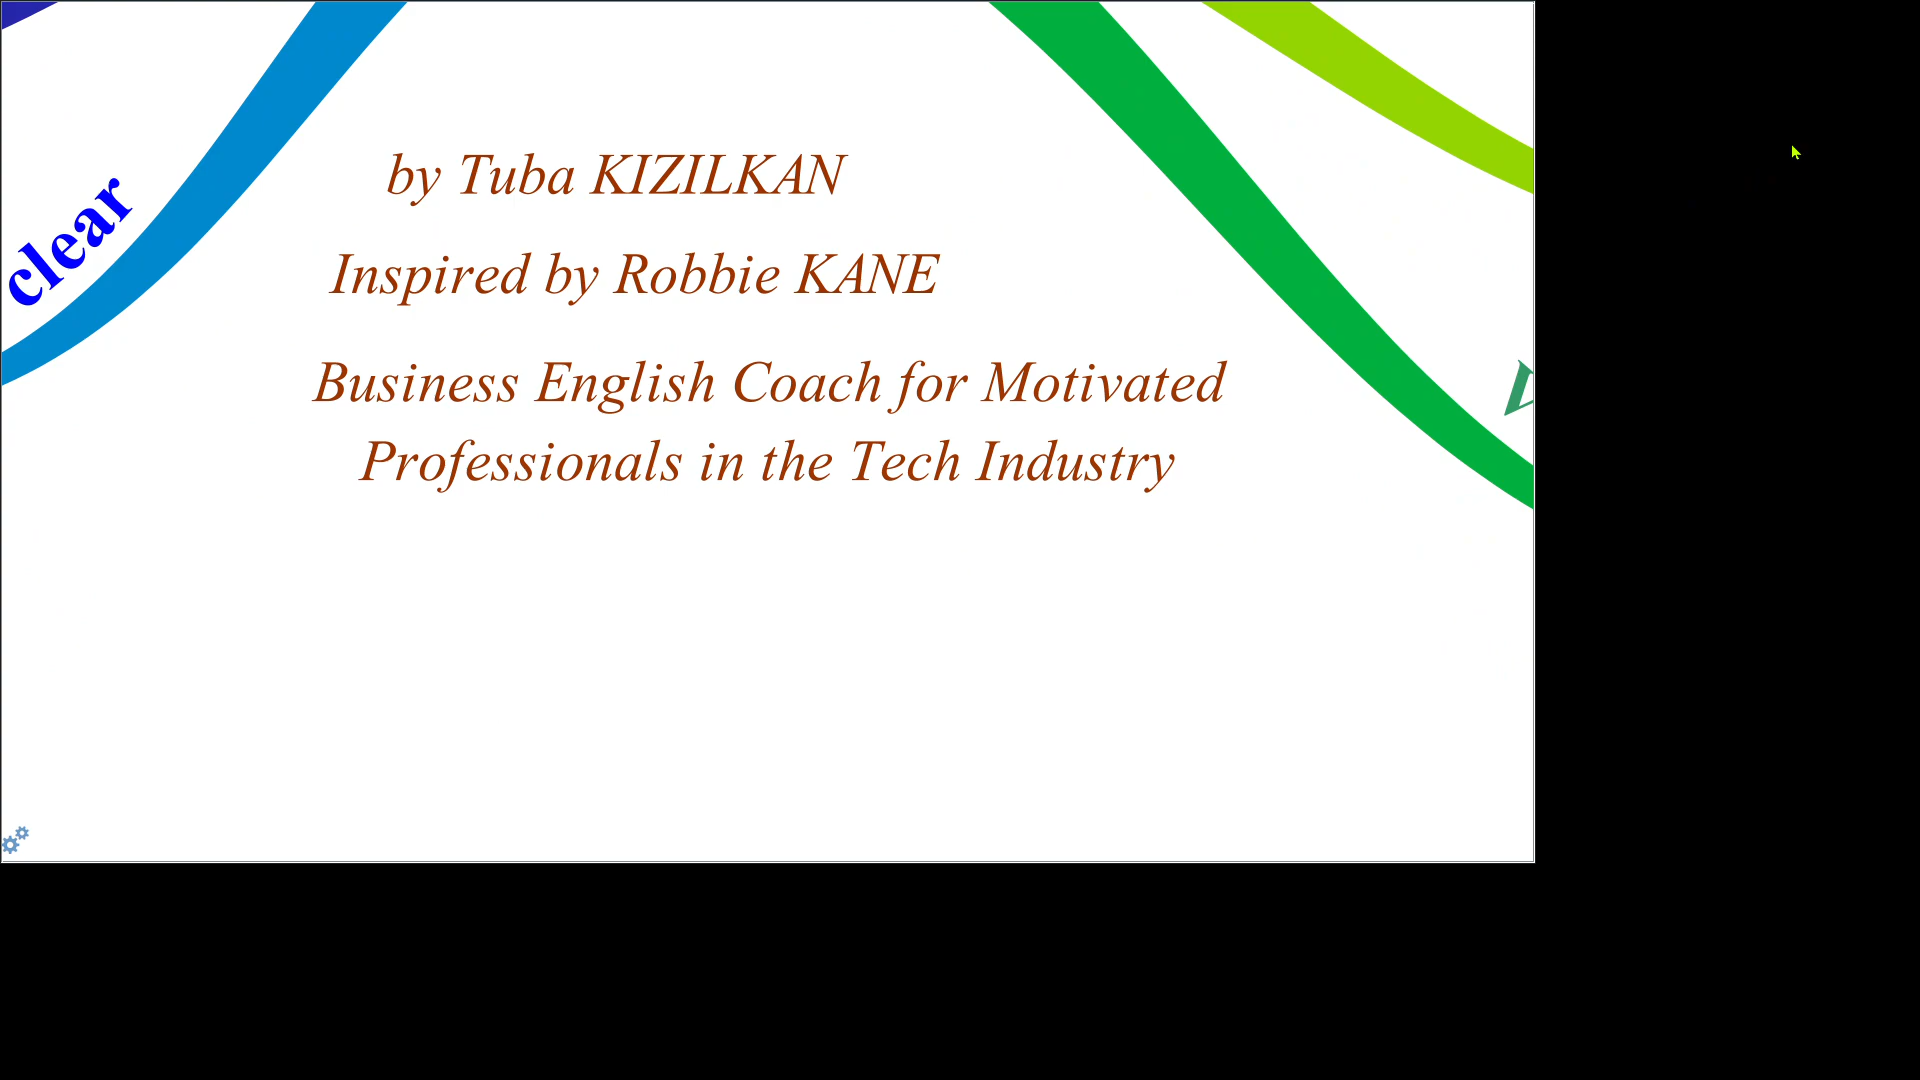 clear
by Tuba KIZILKAN
Inspired by Robbie KANE
Business English Coach for Motivated
Professionals in the Tech Industry